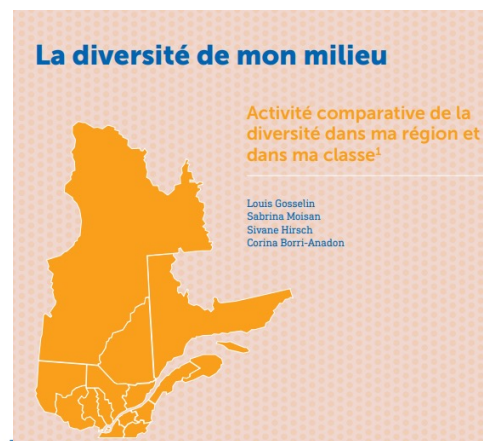 La diversité de mon milieu
Activité comparative de la
diversité dans ma région et
dans ma classe¹
Louis Gosselin
Sabrina Moisan
Sivane Hirsch
Corina Borri-Anadon